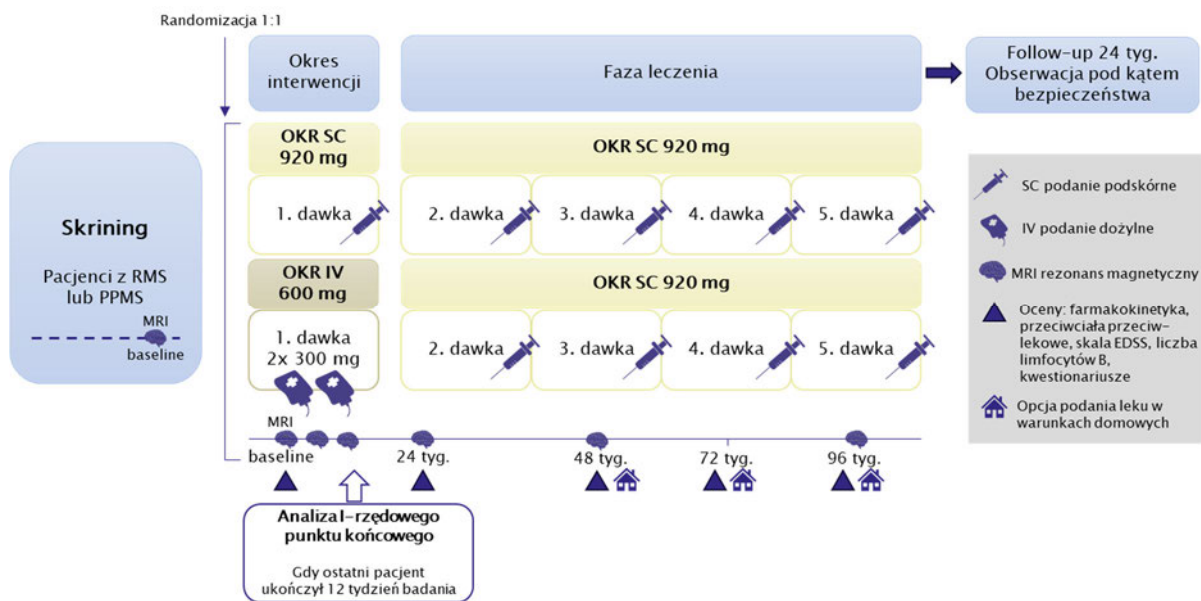 Randomizacja 1:1
Okres
interwencji
Faza leczenia
Follow-up 24 tyg.
Obserwacja pod kątem
bezpieczeństwa
Skrining
Pacjenci z RMS
lub PPMS
MRI
baseline
OKR SC
920 mg
OKR SC 920 mg
1. dawka
2. dawka
3. dawka
4. dawka
5. dawka
OKR IV
600 mg
OKR SC 920 mg
1. dawka
2x 300 mg
2. dawka
3. dawka
4. dawka
5. dawka
MRI
baseline
24 tyg.
48 tyg.
72 tyg.
96 tyg.
Analiza I-rzędowego
punktu końcowego
Gdy ostatni pacjent
ukończył 12 tydzień badania
SC podanie podskórne
IV podanie dożylne
MRI rezonans magnetyczny
Oceny: farmakokinetyka,
przeciwciała przeciw-
lekowe, skala EDSS, liczba
limfocytów B,
kwestionariusze
Opcja podania leku w
warunkach domowych